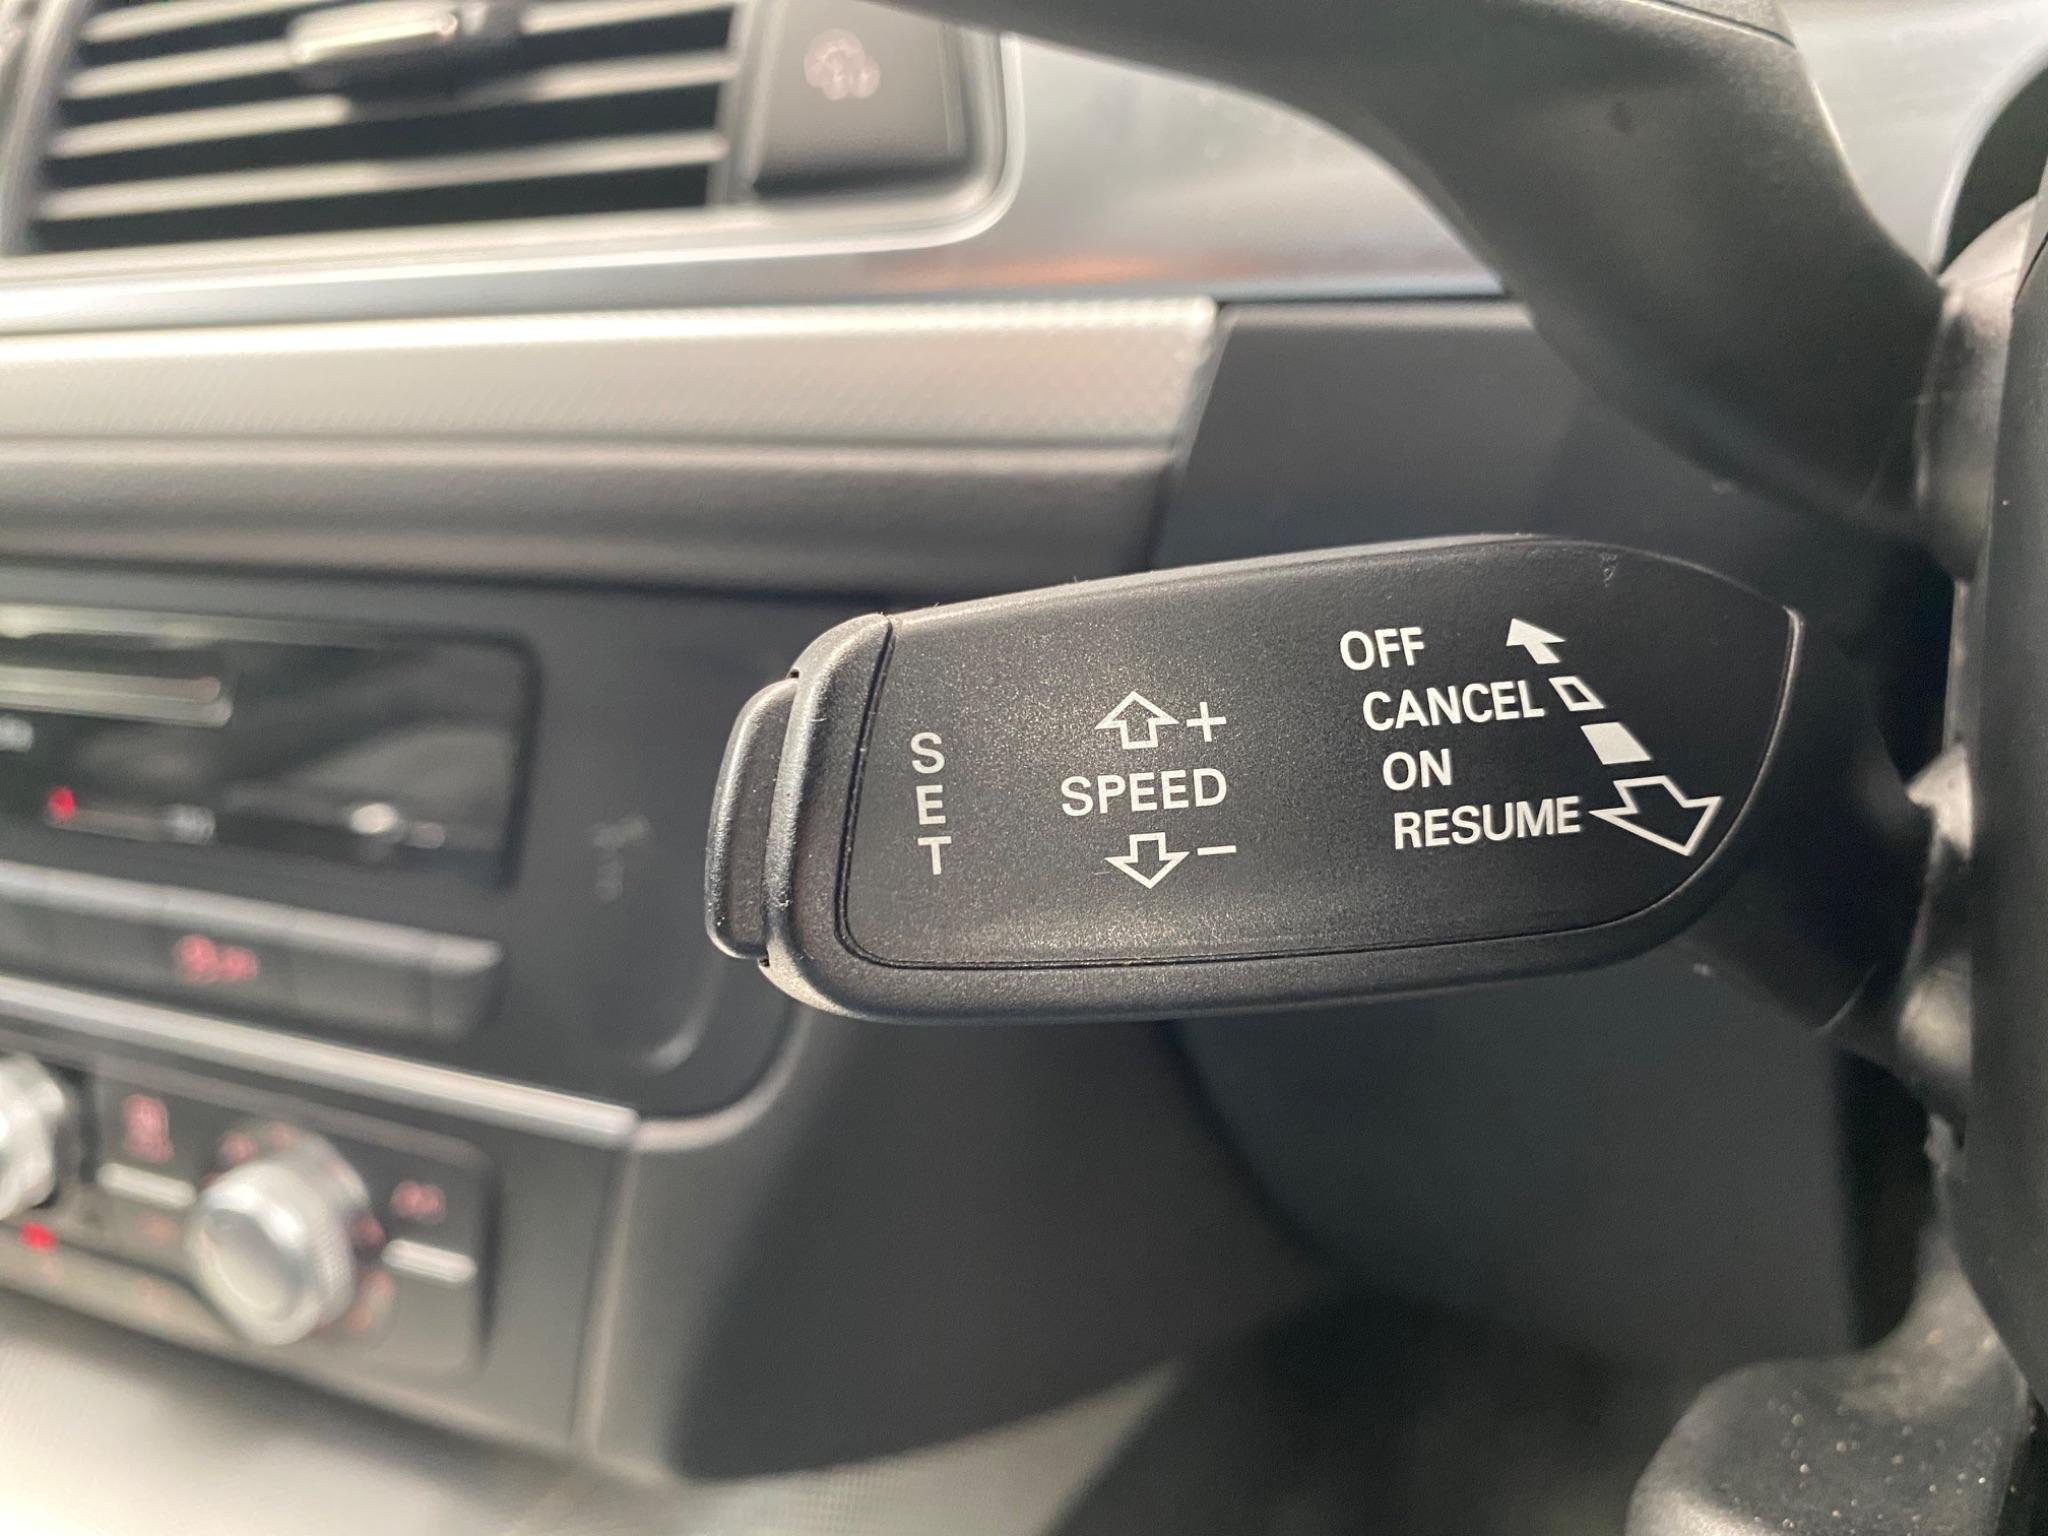 SET
+
SPEED
−
OFF
CANCEL
ON
RESUME